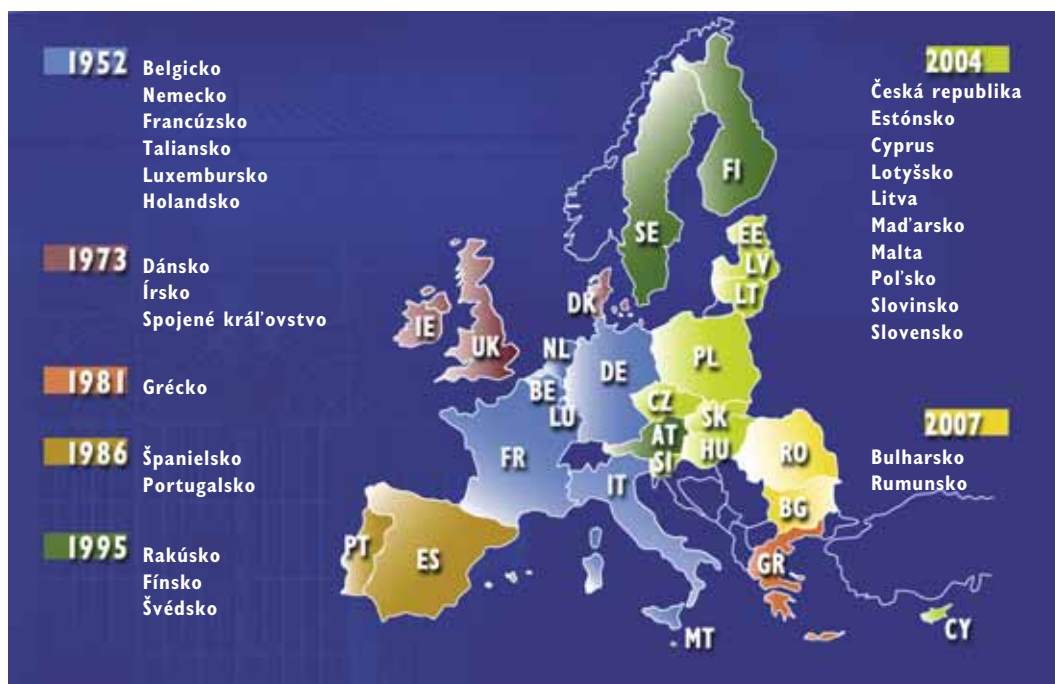 1952
Belgicko
Nemecko
Francúzsko
Taliansko
Luxembursko
Holandsko
1973
Dánsko
Írsko
Spojené kráľovstvo
1981
Grécko
1986
Španielsko
Portugalsko
1995
Rakúsko
Fínsko
Švédsko
2004
Česká republika
Estónsko
Cyprus
Lotyšsko
Litva
Maďarsko
Malta
Poľsko
Slovinsko
Slovensko
2007
Bulharsko
Rumunsko
FI
SE
EE
LV
LT
DK
IE
UK
NL
DE
PL
BE
LU
CZ
SK
AT
HU
SI
RO
FR
IT
BG
PT
ES
GR
MT
CY